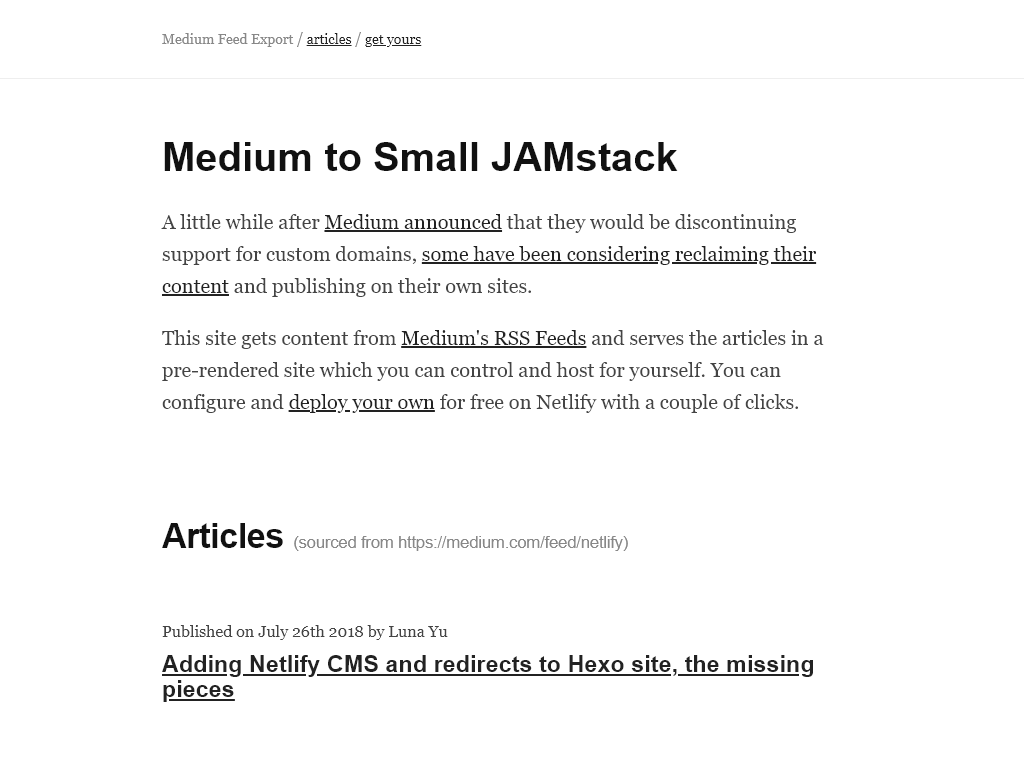 Medium Feed Export / articles / get yours
Medium to Small JAMstack
A little while after Medium announced that they would be discontinuing
support for custom domains, some have been considering reclaiming their
content and publishing on their own sites.
This site gets content from Medium's RSS Feeds and serves the articles in a
pre-rendered site which you can control and host for yourself. You can
configure and deploy your own for free on Netlify with a couple of clicks.
Articles (sourced from https://medium.com/feed/netlify)
Published on July 26th 2018 by Luna Yu
Adding Netlify CMS and redirects to Hexo site, the missing
pieces